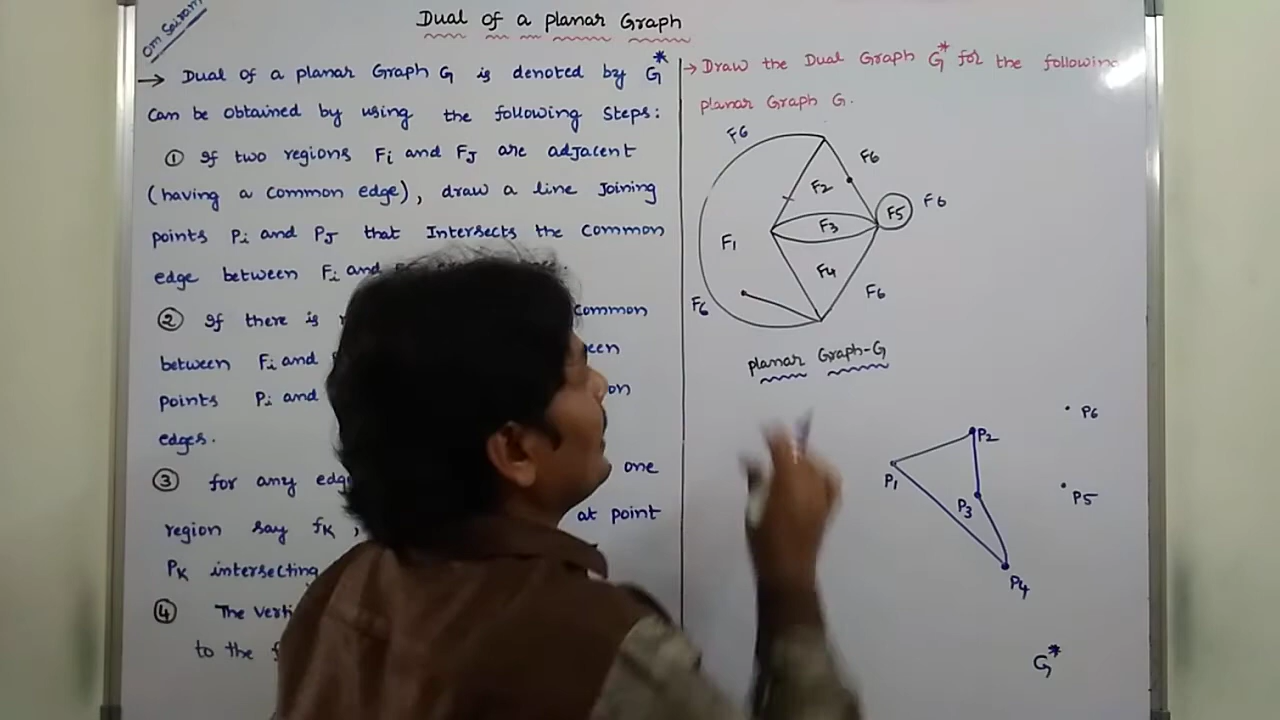 Om Sairam
Dual of a planar Graph
→ Dual of a planar Graph G is denoted by G*
can be obtained by using the following Steps:
① If two regions Fi and FJ are adjacent
(having a common edge), draw a line Joining
points Pi and PJ that Intersects the common
edge between Fi and
② If there is common
between Fi and
points Pi and
edges.
③ for any edg one
region say fK, at point
PK intersecting
④ The verti
to the f
→ Draw the Dual Graph G* for the following
planar Graph G.
F6
F6
F2
F6
F5
F3
F1
F4
F6
F6
planar Graph-G
P6
P2
P1
P5
P3
P4
G*